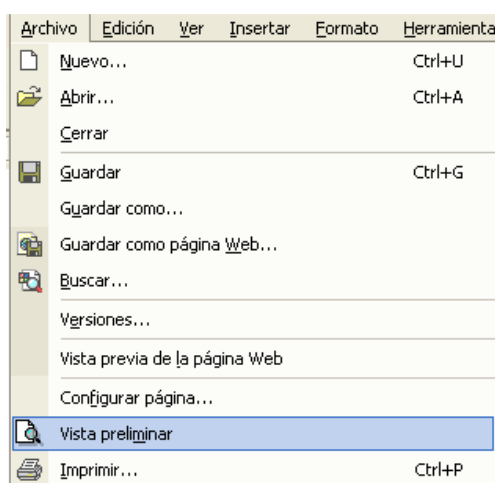 Archivo Edición Ver Insertar Formato Herramienta
Nuevo... Ctrl+U
Abrir... Ctrl+A
Cerrar
Guardar Ctrl+G
Guardar como...
Guardar como página Web...
Buscar...
Versiones...
Vista previa de la página Web
Configurar página...
Vista preliminar
Imprimir... Ctrl+P